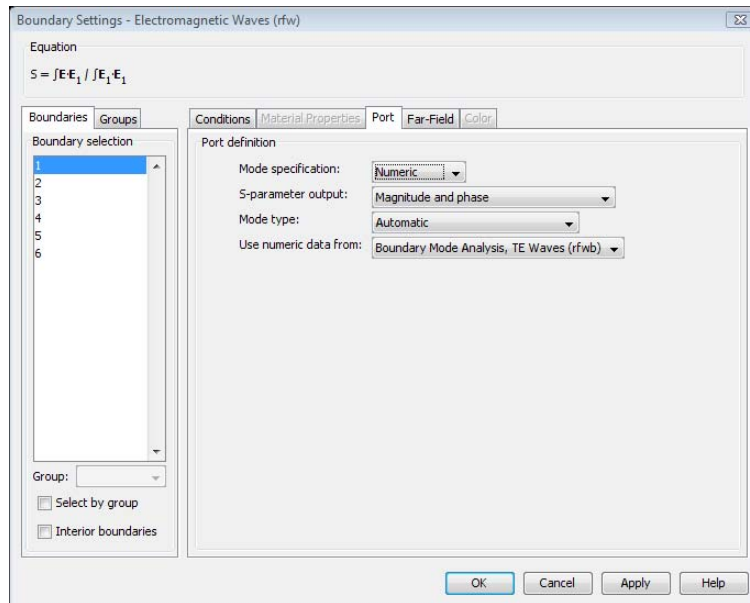 Boundary Settings - Electromagnetic Waves (rfw)
Equation
S = ∫E·E₁ / ∫E₁·E₁
Boundaries Groups
Conditions Material Properties Port Far-Field Color
Boundary selection
1
2
3
4
5
6
Group:
Select by group
Interior boundaries
Port definition
Mode specification: Numeric
S-parameter output: Magnitude and phase
Mode type: Automatic
Use numeric data from: Boundary Mode Analysis, TE Waves (rfwb)
OK Cancel Apply Help